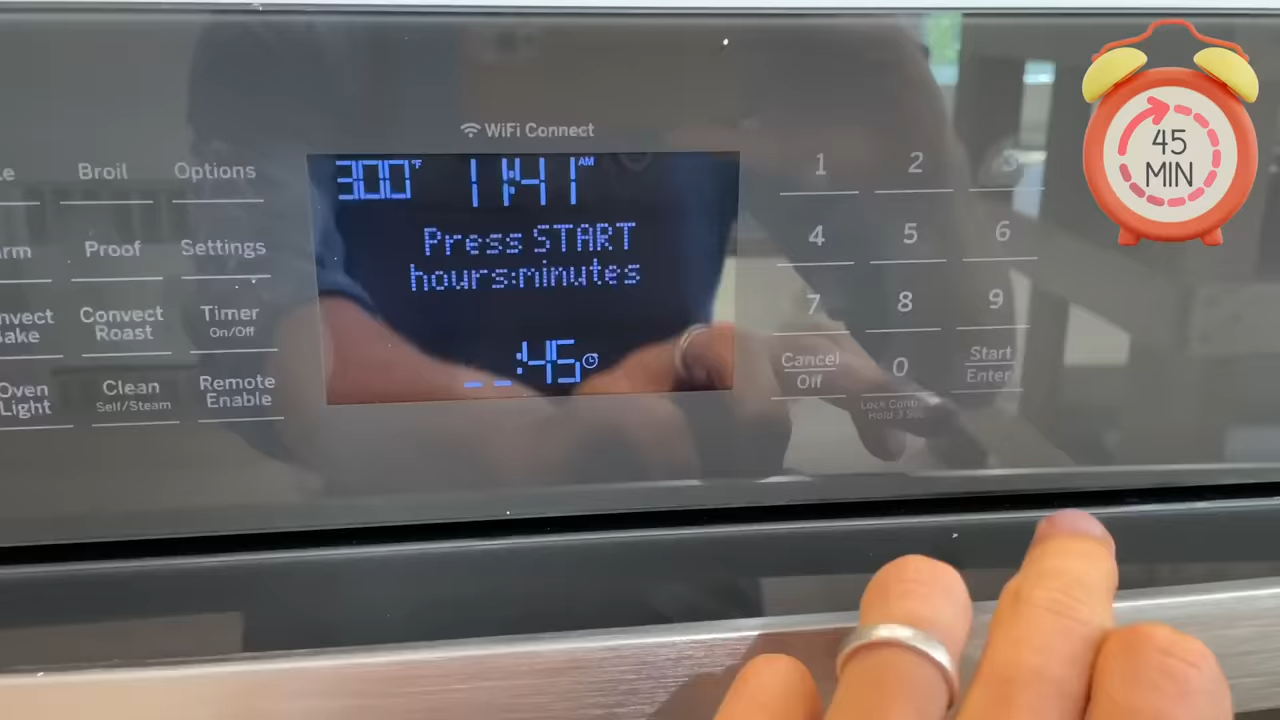 WiFi Connect
Broil
Options
Proof
Settings
Convect
Roast
Timer
On/Off
Oven
Light
Clean
Self/Steam
Remote
Enable
300°F 11:41 AM
Press START
hours:minutes
:45
1 2 3
4 5 6
7 8 9
Cancel
Off
0
Start
Enter
45
MIN